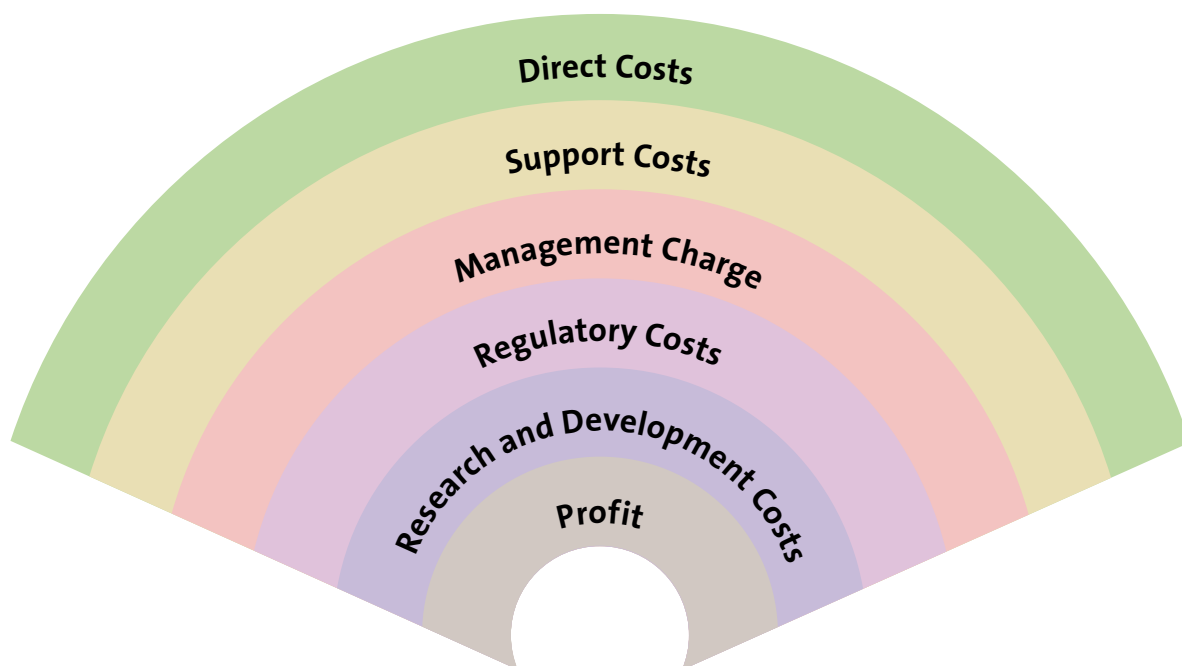 Direct Costs
Support Costs
Management Charge
Regulatory Costs
Research and Development Costs
Profit